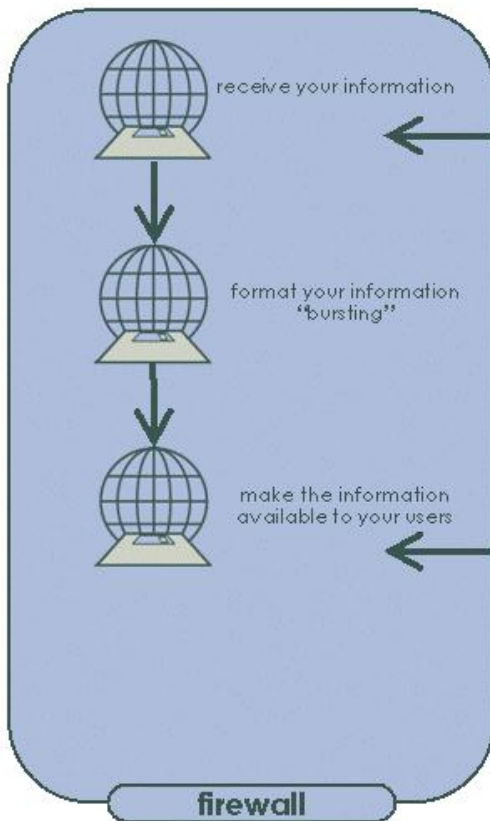 receive your information
format your information
“bursting”
make the information
available to your users
firewall